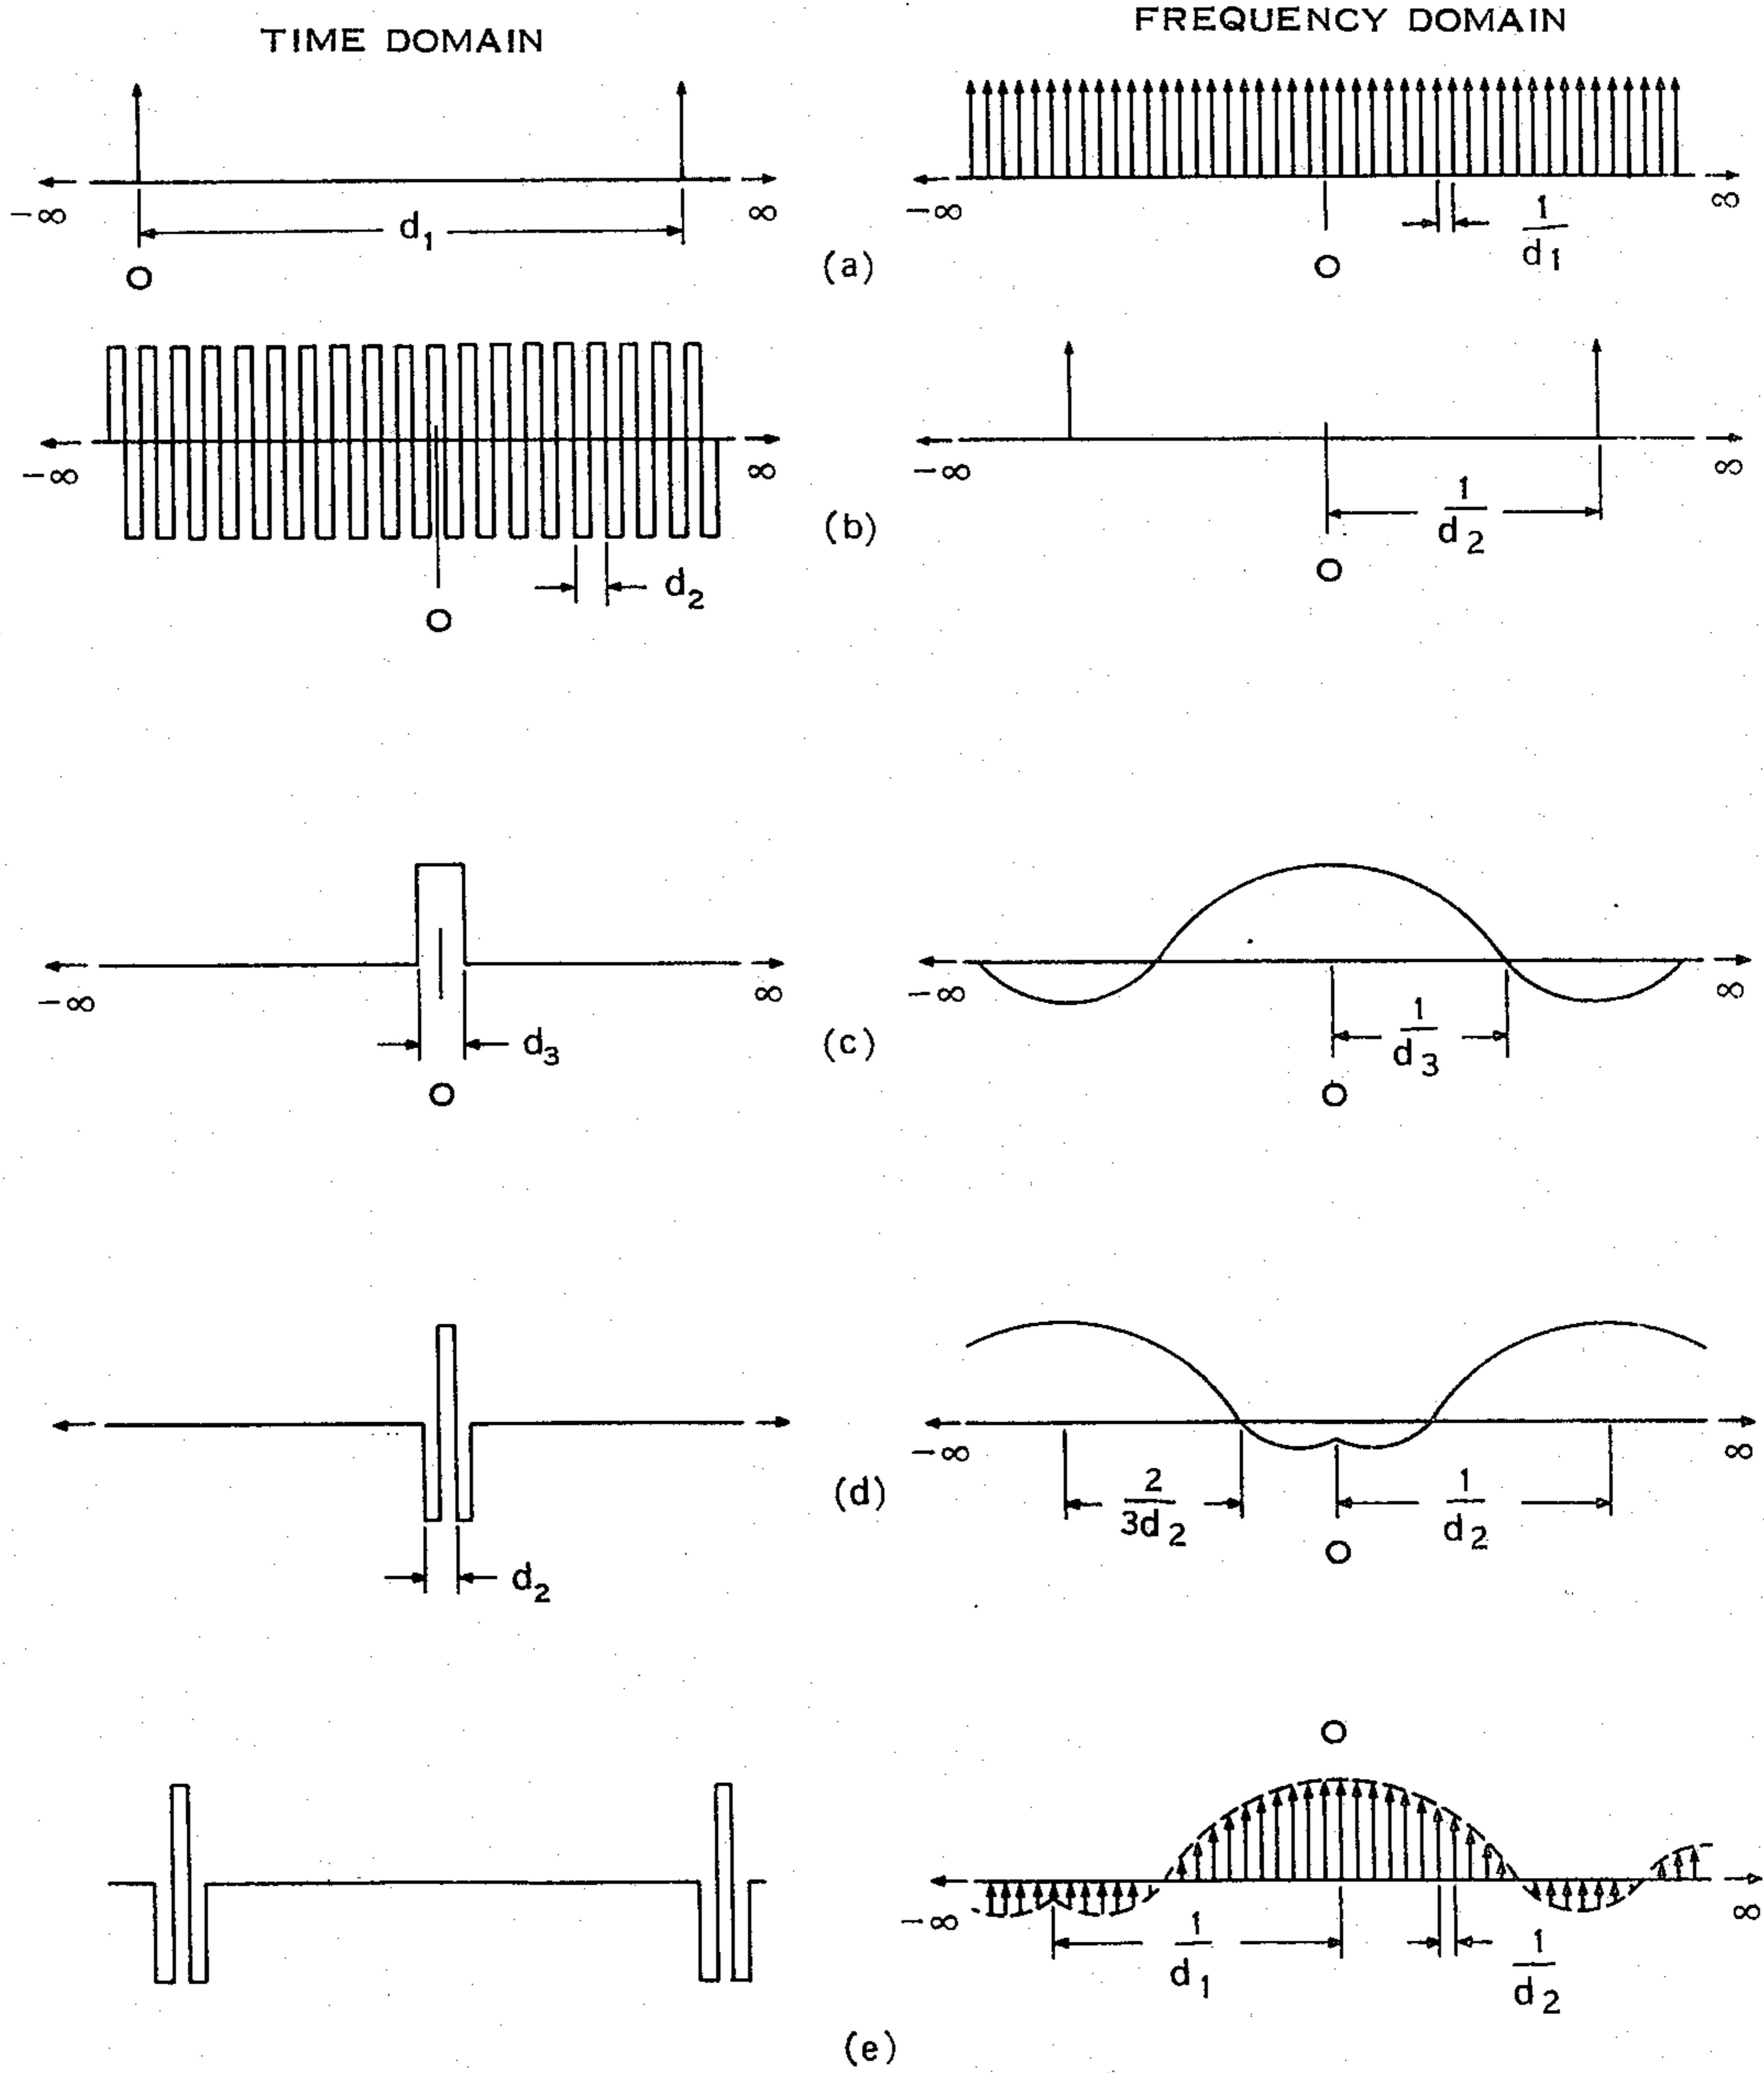 TIME DOMAIN
FREQUENCY DOMAIN
-∞
∞
d₁
O
(a)
-∞
∞
1/d₁
O
-∞
∞
d₂
O
(b)
-∞
∞
1/d₂
O
-∞
∞
d₃
O
(c)
-∞
∞
1/d₃
O
d₂
(d)
-∞
∞
2/3d₂
1/d₂
O
O
-∞
∞
1/d₁
1/d₂
(e)